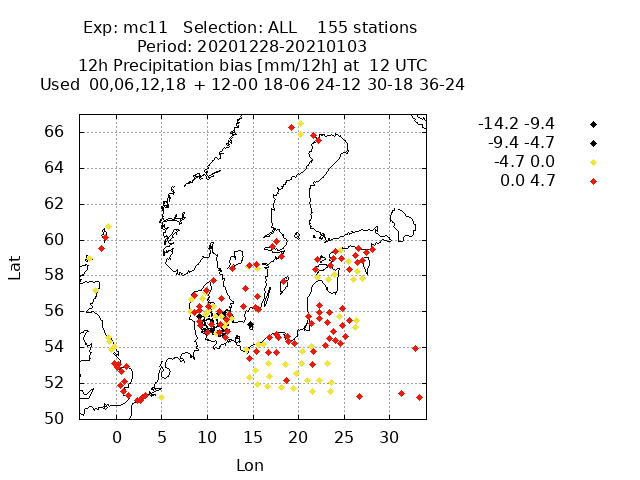 Exp: mc11   Selection: ALL    155 stations
Period: 20201228-20210103
12h Precipitation bias [mm/12h] at  12 UTC
Used  00,06,12,18  + 12-00 18-06 24-12 30-18 36-24
-14.2 -9.4
-9.4 -4.7
-4.7 0.0
0.0 4.7
66
64
62
60
58
56
54
52
50
Lat
0 5 10 15 20 25 30
Lon